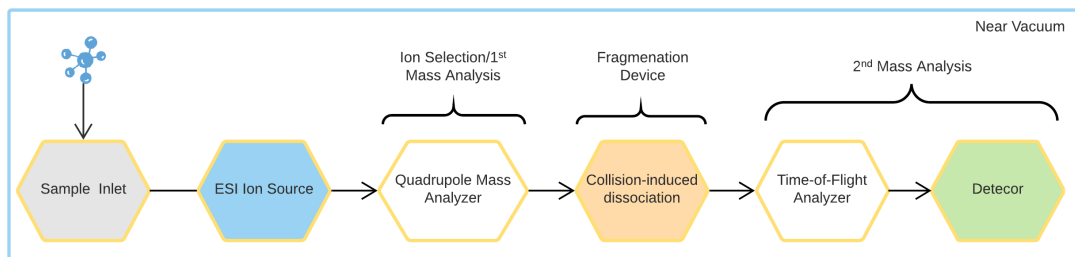 Near Vacuum
Ion Selection/1st
Mass Analysis
Fragmenation
Device
2nd Mass Analysis
Sample Inlet
ESI Ion Source
Quadrupole Mass
Analyzer
Collision-induced
dissociation
Time-of-Flight
Analyzer
Detecor